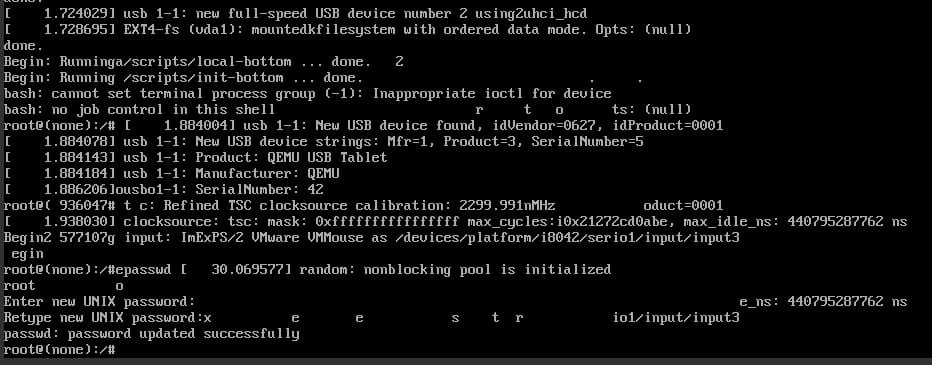 done.
[    1.724029] usb 1-1: new full-speed USB device number 2 using2uhci_hcd
[    1.728695] EXT4-fs (vda1): mountedkfilesystem with ordered data mode. Opts: (null)
done.
Begin: Runninga/scripts/local-bottom ... done.   2
Begin: Running /scripts/init-bottom ... done.                            .     .
bash: cannot set terminal process group (-1): Inappropriate ioctl for device
bash: no job control in this shell                         r     t   o      ts: (null)
root@(none):/# [    1.884004] usb 1-1: New USB device found, idVendor=0627, idProduct=0001
[    1.884078] usb 1-1: New USB device strings: Mfr=1, Product=3, SerialNumber=5
[    1.884143] usb 1-1: Product: QEMU USB Tablet
[    1.884184] usb 1-1: Manufacturer: QEMU
[    1.886206]ousbo1-1: SerialNumber: 42
root@( 936047# t c: Refined TSC clocksource calibration: 2299.991nMHz           oduct=0001
[    1.938030] clocksource: tsc: mask: 0xffffffffffffffff max_cycles:i0x21272cd0abe, max_idle_ns: 440795287762 ns
Begin2 577107g input: ImExPS/2 VMware VMMouse as /devices/platform/i8042/serio1/input/input3
 egin
root@(none):/#epasswd [   30.069577] random: nonblocking pool is initialized
root          o
Enter new UNIX password:                                                                    e_ns: 440795287762 ns
Retype new UNIX password:x          e       e           s    t  r           io1/input/input3
passwd: password updated successfully
root@(none):/#